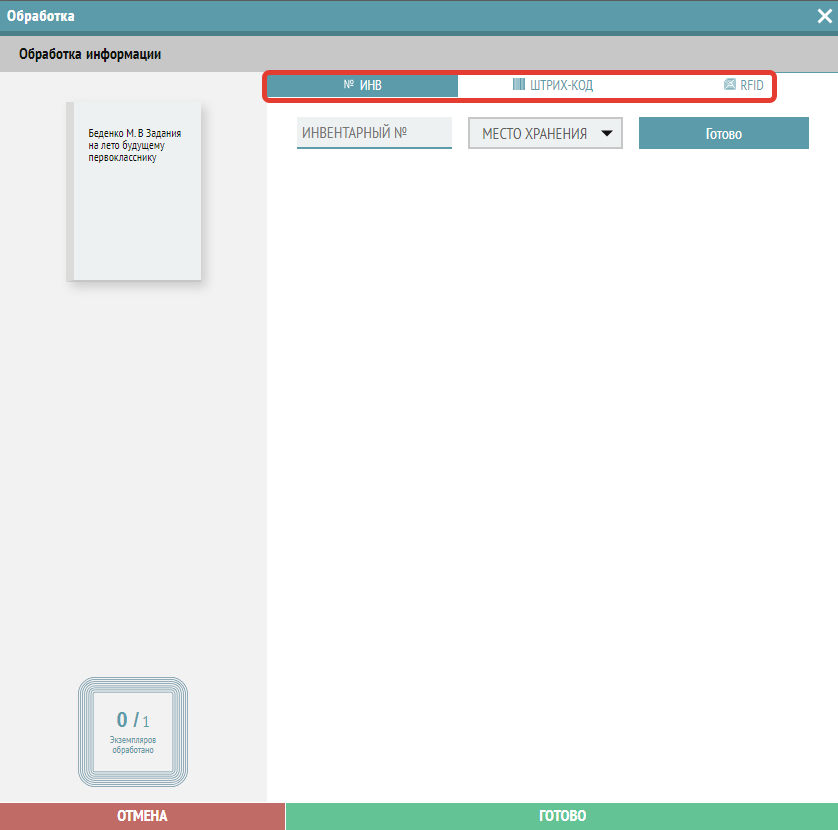 Обработка
Обработка информации
№ ИНВ
ШТРИХ-КОД
RFID
Беденко М. В Задания
на лето будущему
первокласснику
ИНВЕНТАРНЫЙ №
МЕСТО ХРАНЕНИЯ
Готово
0 / 1
Экземпляров
обработано
ОТМЕНА
ГОТОВО